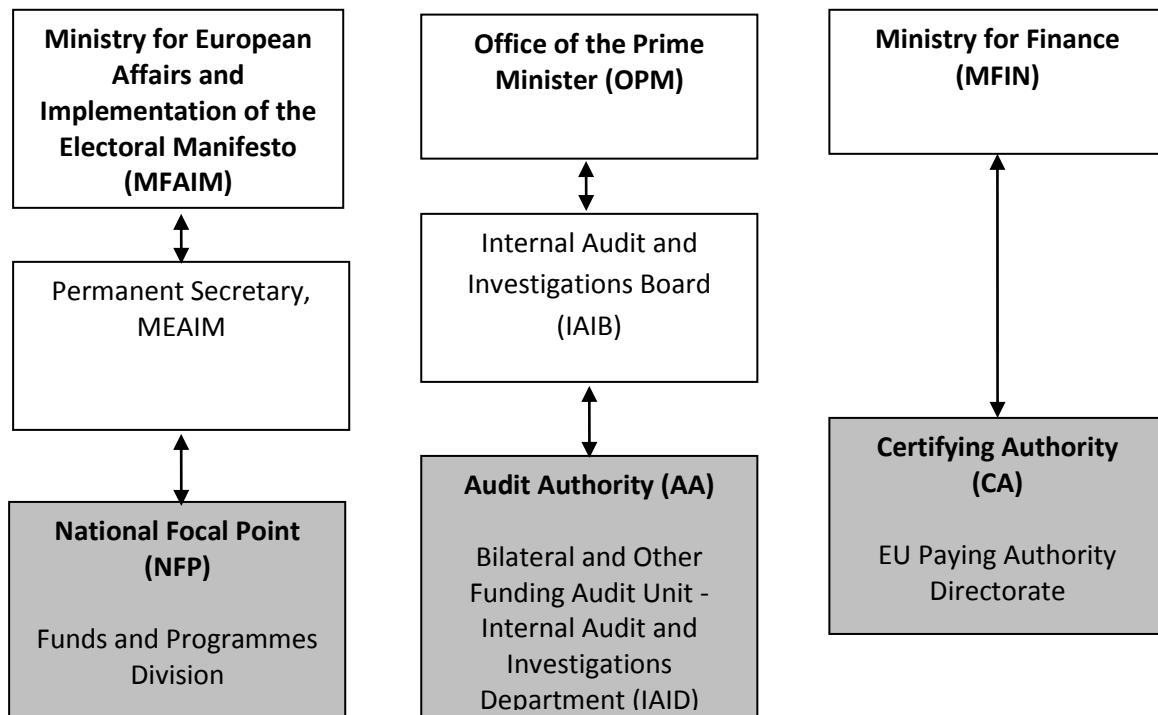 Ministry for European
Affairs and
Implementation of the
Electoral Manifesto
(MFAIM)
Permanent Secretary,
MEAIM
National Focal Point
(NFP)
Funds and Programmes
Division
Office of the Prime
Minister (OPM)
Internal Audit and
Investigations Board
(IAIB)
Audit Authority (AA)
Bilateral and Other
Funding Audit Unit -
Internal Audit and
Investigations
Department (IAID)
Ministry for Finance
(MFIN)
Certifying Authority
(CA)
EU Paying Authority
Directorate